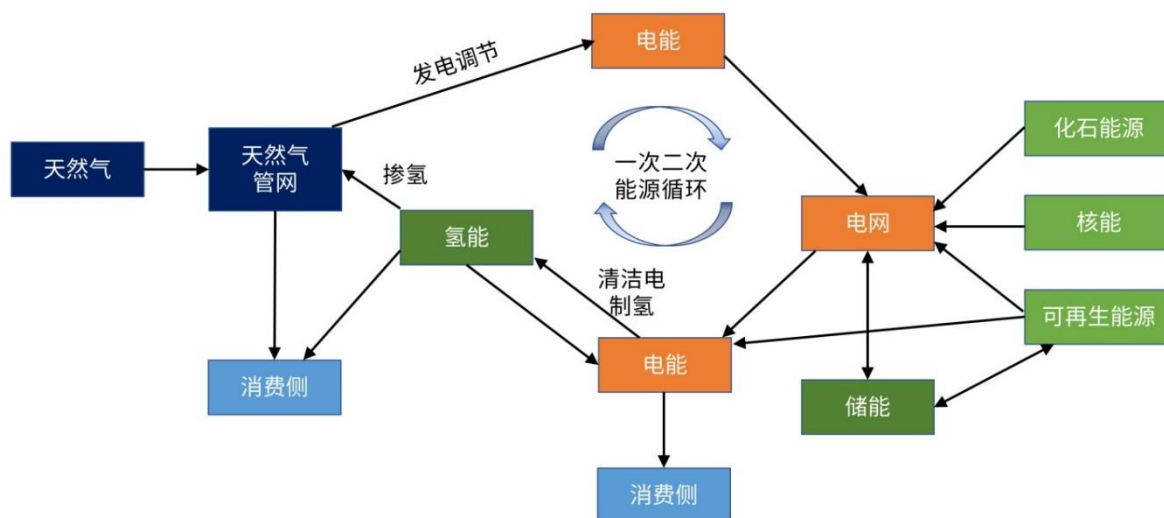 电能
发电调节
化石能源
天然气
天然气
管网
掺氢
一次二次
能源循环
电网
核能
氢能
清洁电
制氢
可再生能源
电能
消费侧
储能
消费侧